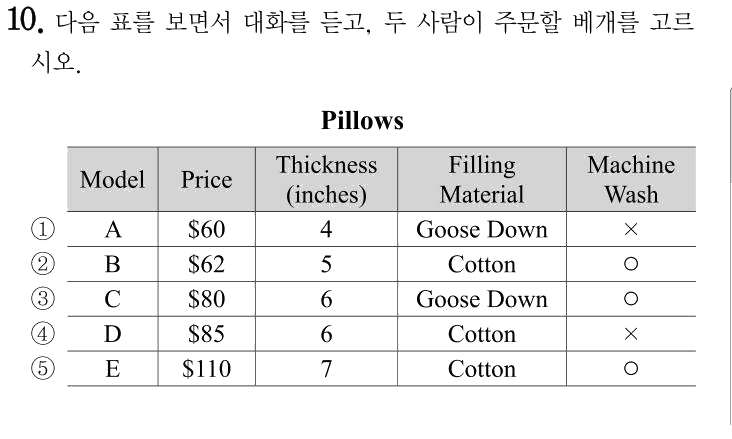 10. 다음 표를 보면서 대화를 듣고, 두 사람이 주문할 베개를 고르
시오.
Pillows
Model Price Thickness (inches) Filling Material Machine Wash
① A $60 4 Goose Down ×
② B $62 5 Cotton ○
③ C $80 6 Goose Down ○
④ D $85 6 Cotton ×
⑤ E $110 7 Cotton ○